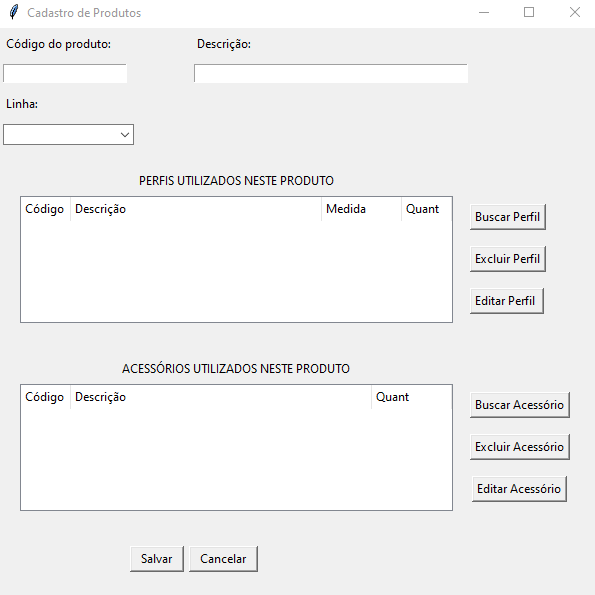 Cadastro de Produtos
Código do produto: Descrição:
Linha:
PERFIS UTILIZADOS NESTE PRODUTO
Código Descrição Medida Quant
Buscar Perfil
Excluir Perfil
Editar Perfil
ACESSÓRIOS UTILIZADOS NESTE PRODUTO
Código Descrição Quant
Buscar Acessório
Excluir Acessório
Editar Acessório
Salvar Cancelar